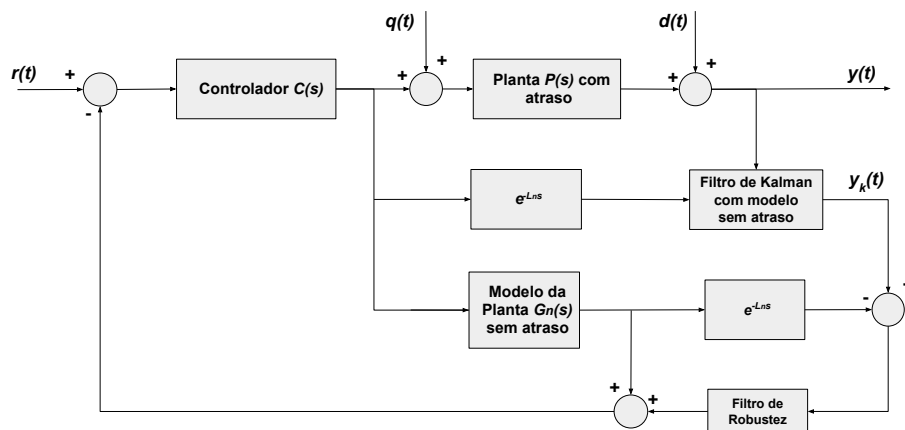 q(t)
d(t)
r(t)
+
-
Controlador C(s)
+
+
Planta P(s) com
atraso
+
+
y(t)
e-Lns
Filtro de Kalman
com modelo
sem atraso
yk(t)
Modelo da
Planta Gn(s)
sem atraso
e-Lns
-
+
+
Filtro de
Robustez